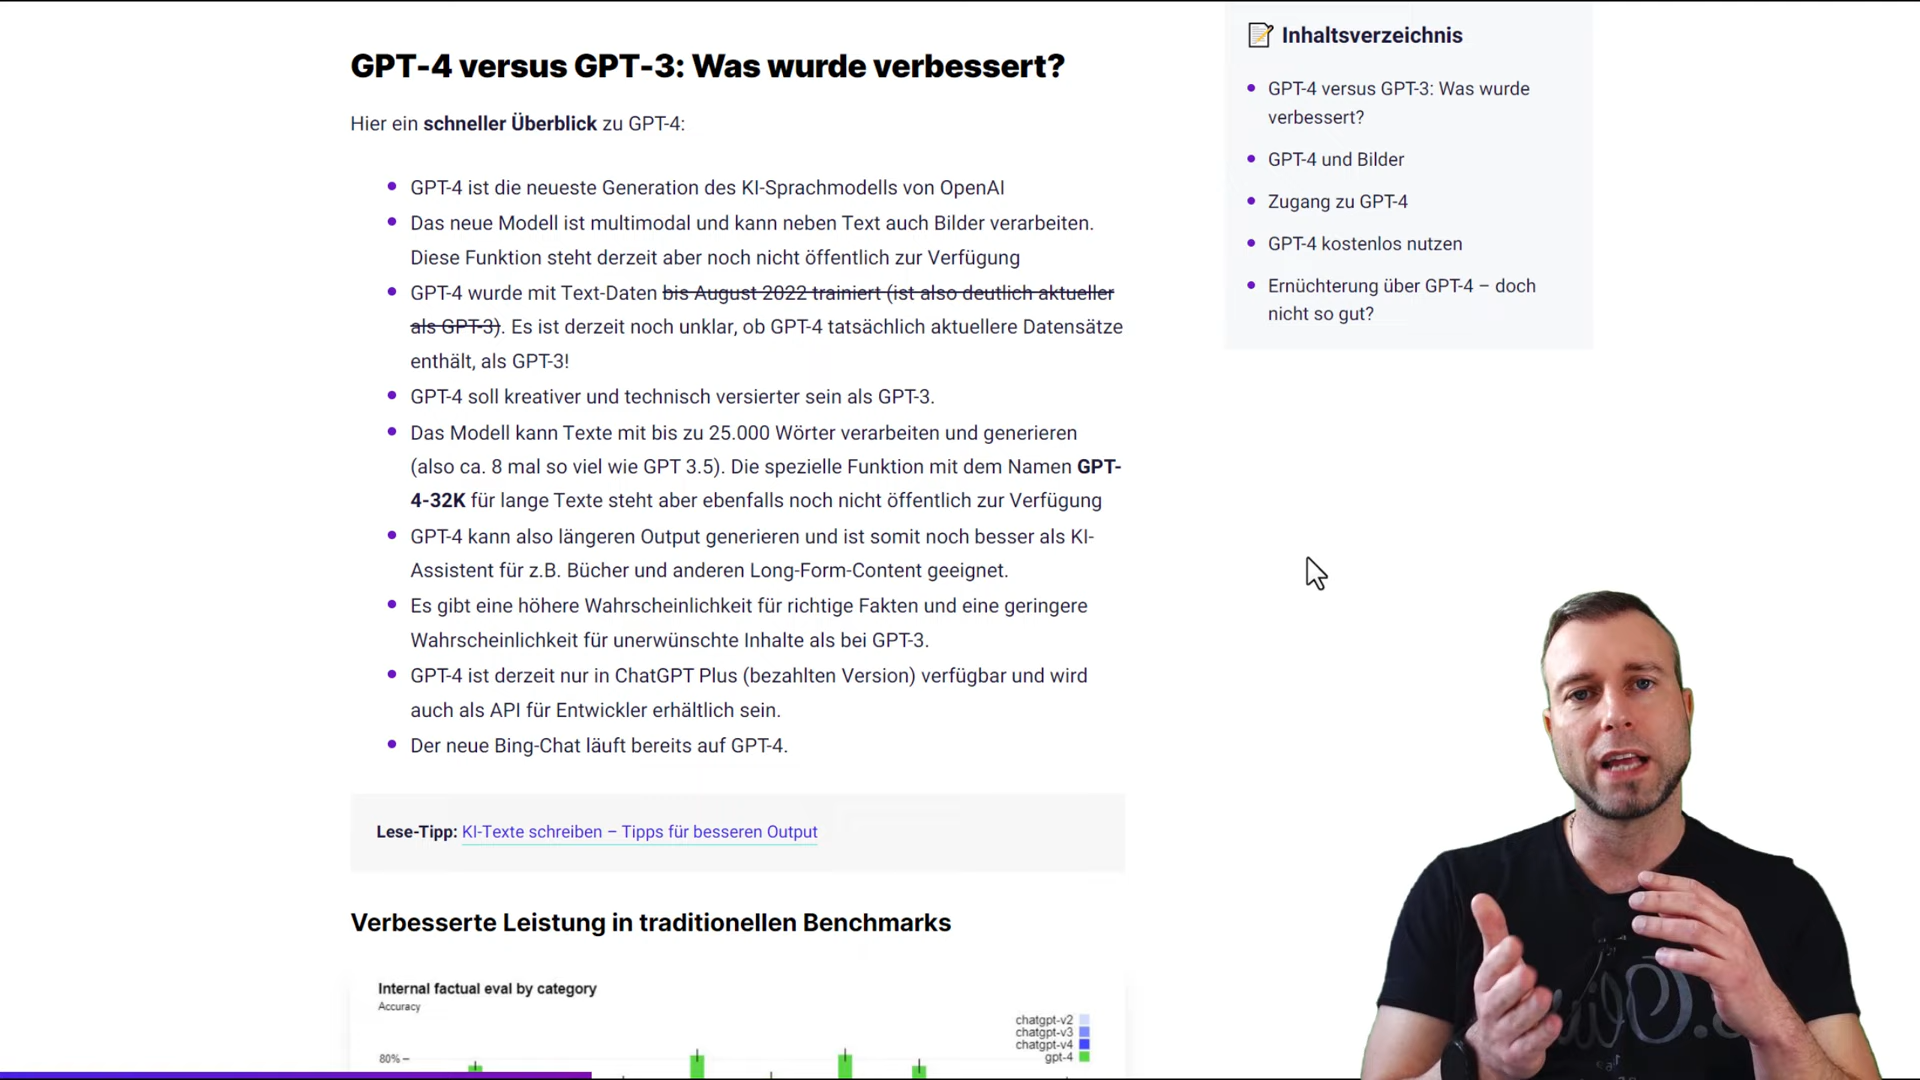 GPT-4 versus GPT-3: Was wurde verbessert?
Hier ein schneller Überblick zu GPT-4:
GPT-4 ist die neueste Generation des KI-Sprachmodells von OpenAI
Das neue Modell ist multimodal und kann neben Text auch Bilder verarbeiten.
Diese Funktion steht derzeit aber noch nicht öffentlich zur Verfügung
GPT-4 wurde mit Text-Daten bis August 2022 trainiert (ist also deutlich aktueller
als GPT-3). Es ist derzeit noch unklar, ob GPT-4 tatsächlich aktuellere Datensätze
enthält, als GPT-3!
GPT-4 soll kreativer und technisch versierter sein als GPT-3.
Das Modell kann Texte mit bis zu 25.000 Wörter verarbeiten und generieren
(also ca. 8 mal so viel wie GPT 3.5). Die spezielle Funktion mit dem Namen GPT-
4-32K für lange Texte steht aber ebenfalls noch nicht öffentlich zur Verfügung
GPT-4 kann also längeren Output generieren und ist somit noch besser als KI-
Assistent für z.B. Bücher und anderen Long-Form-Content geeignet.
Es gibt eine höhere Wahrscheinlichkeit für richtige Fakten und eine geringere
Wahrscheinlichkeit für unerwünschte Inhalte als bei GPT-3.
GPT-4 ist derzeit nur in ChatGPT Plus (bezahlten Version) verfügbar und wird
auch als API für Entwickler erhältlich sein.
Der neue Bing-Chat läuft bereits auf GPT-4.
Lese-Tipp: KI-Texte schreiben – Tipps für besseren Output
Verbesserte Leistung in traditionellen Benchmarks
Internal factual eval by category
Accuracy
chatgpt-v2
chatgpt-v3
chatgpt-v4
gpt-4
80%
Inhaltsverzeichnis
GPT-4 versus GPT-3: Was wurde
verbessert?
GPT-4 und Bilder
Zugang zu GPT-4
GPT-4 kostenlos nutzen
Ernüchterung über GPT-4 – doch
nicht so gut?